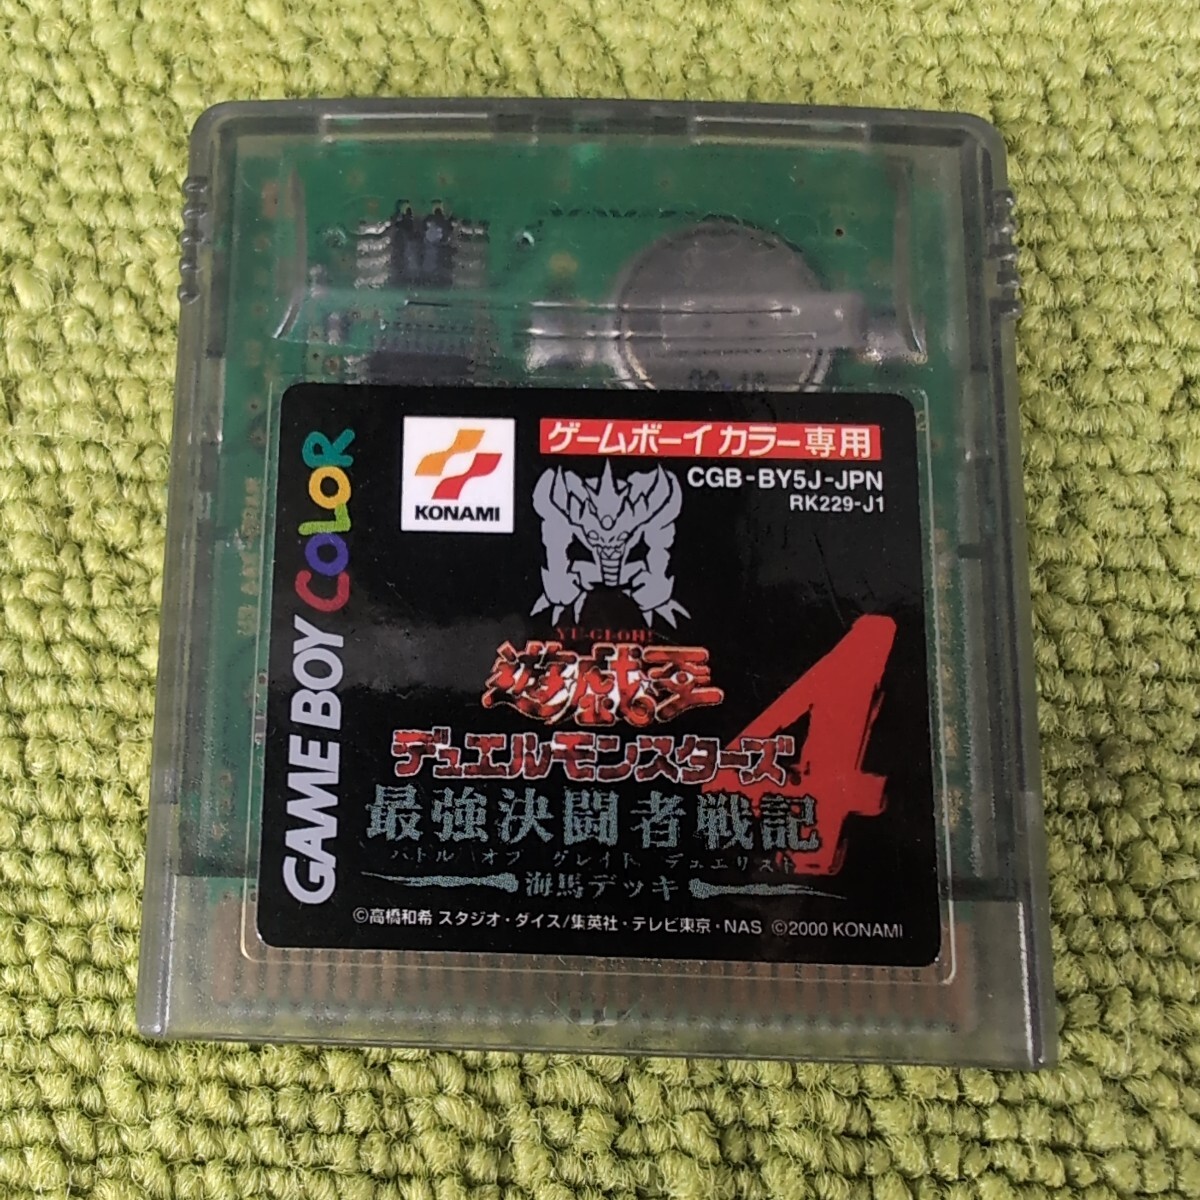 ゲームボーイカラー専用
CGB-BY5J-JPN
RK229-J1
KONAMI
GAME BOY COLOR
YU-GI-OH!
遊戯王
デュエルモンスターズ4
最強決闘者戦記
バトル オブ グレイト デュエリスト
海馬デッキ
©高橋和希 スタジオ・ダイス/集英社・テレビ東京・NAS ©2000 KONAMI